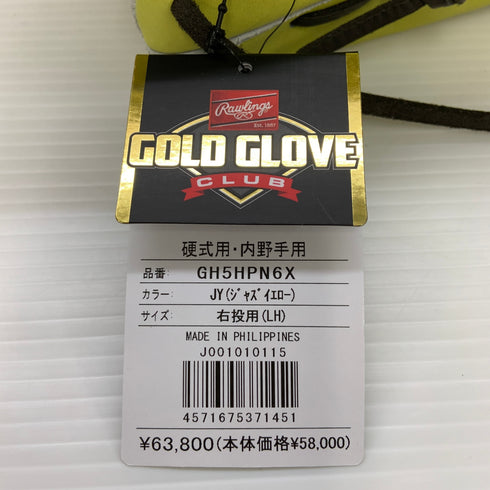 Rawlings
Est. 1887
GOLD GLOVE
CLUB
硬式用・内野手用
品番: GH5HPN6X
カラー: JY(ｼﾞｬｽﾞｲｴﾛｰ)
サイズ: 右投用(LH)
MADE IN PHILIPPINES
J001010115
4571675371451
¥63,800(本体価格¥58,000)